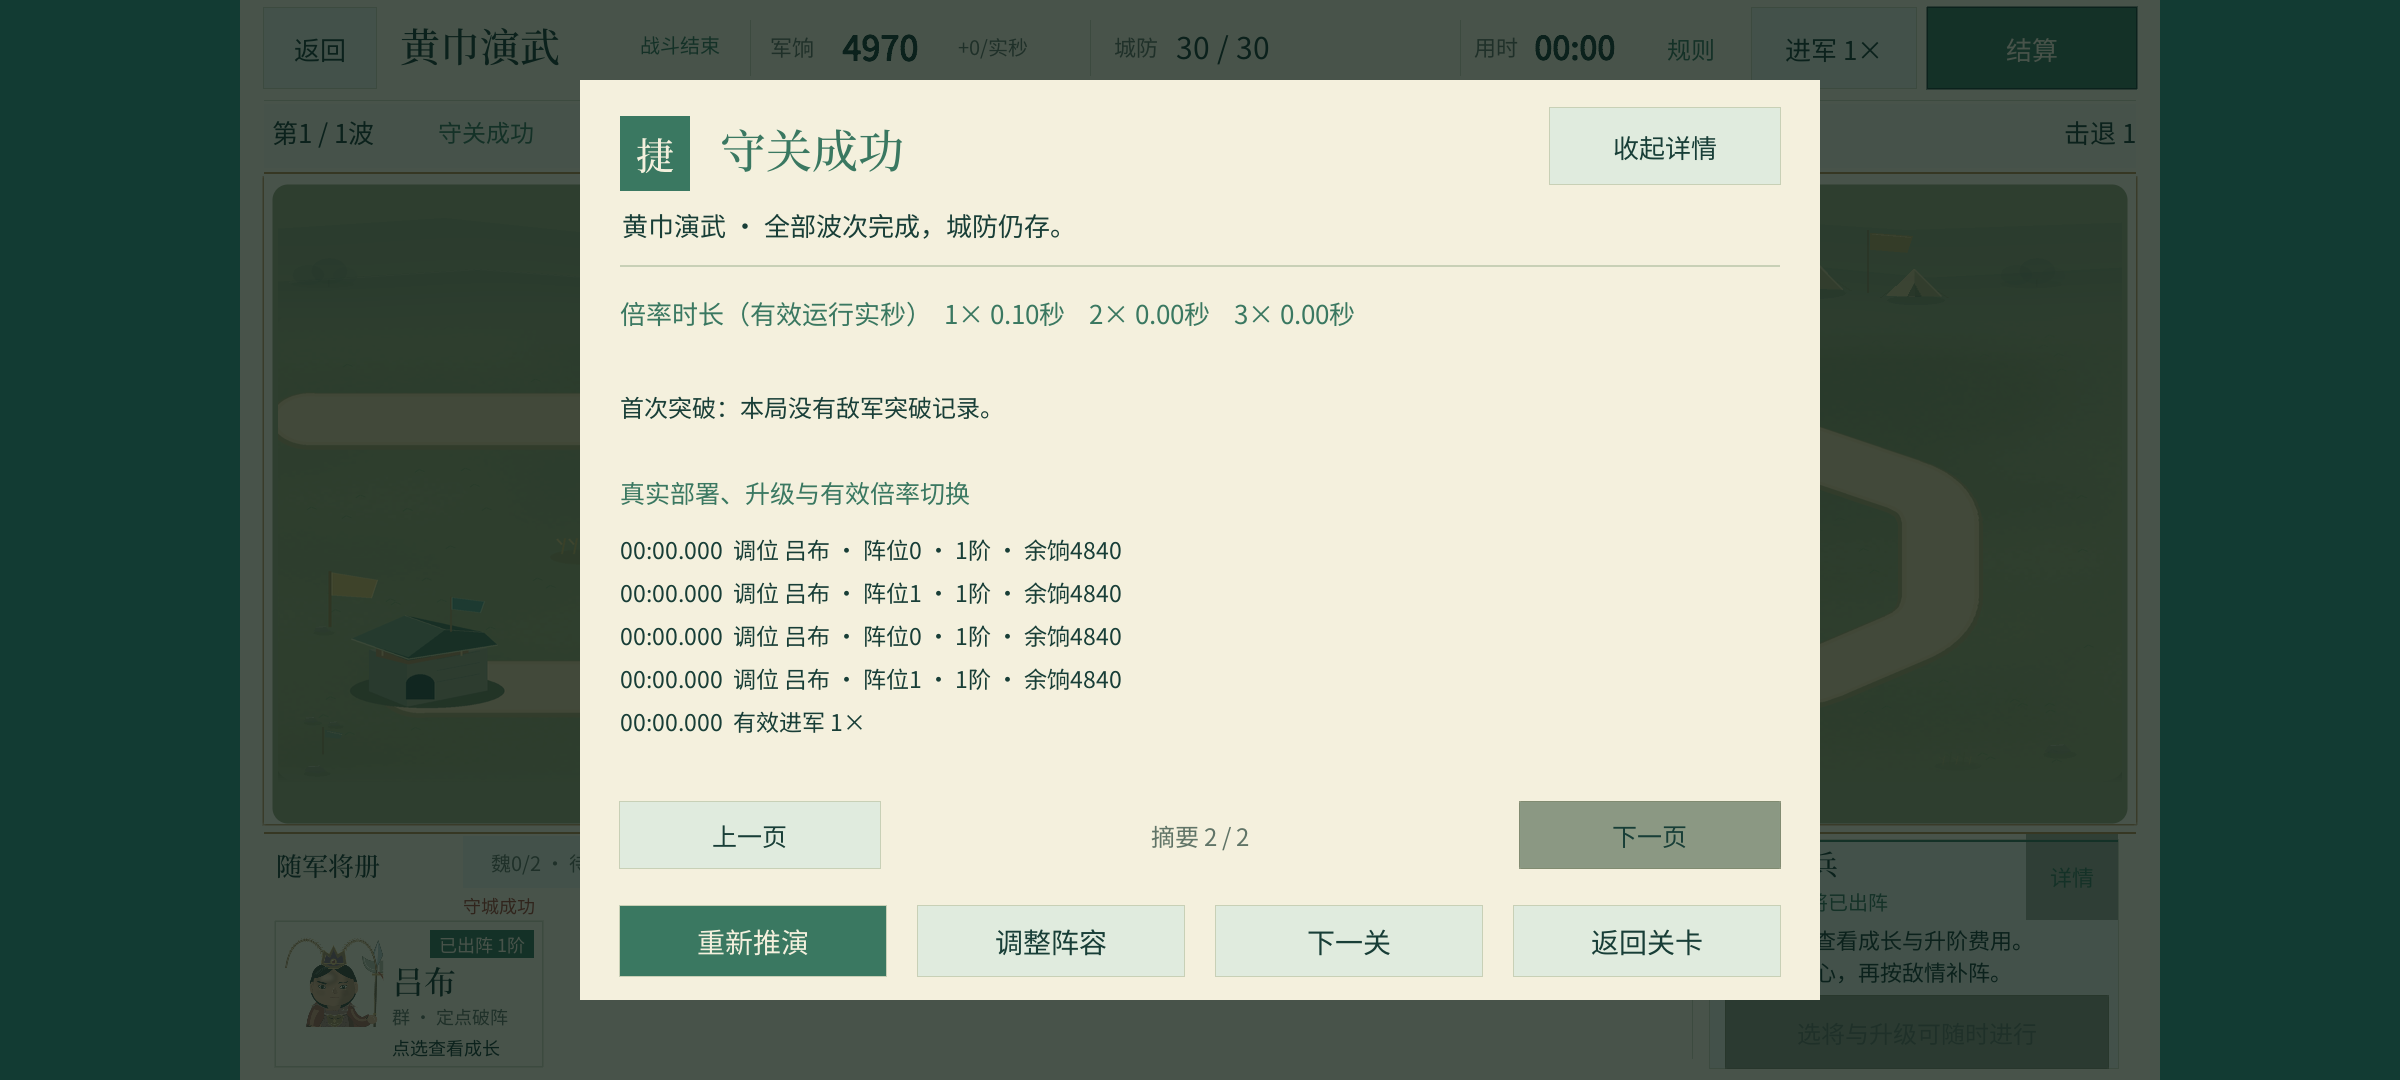 返回 黄巾演武 战斗结束 军饷 4970 +0/实秒 城防 30 / 30 用时 00:00 规则 进军 1× 结算
第1 / 1波 守关成功 击退 1
捷 守关成功 收起详情
黄巾演武 · 全部波次完成，城防仍存。
倍率时长（有效运行实秒） 1× 0.10秒 2× 0.00秒 3× 0.00秒
首次突破：本局没有敌军突破记录。
真实部署、升级与有效倍率切换
00:00.000 调位 吕布 · 阵位0 · 1阶 · 余饷4840
00:00.000 调位 吕布 · 阵位1 · 1阶 · 余饷4840
00:00.000 调位 吕布 · 阵位0 · 1阶 · 余饷4840
00:00.000 调位 吕布 · 阵位1 · 1阶 · 余饷4840
00:00.000 有效进军 1×
上一页 摘要 2 / 2 下一页
重新推演 调整阵容 下一关 返回关卡
随军将册 魏0/2 ·
守城成功
已出阵 1阶
吕布
群 · 定点破阵
点选查看成长
兵 详情
将已出阵
查看成长与升阶费用。
心，再按敌情补阵。
选将与升级可随时进行